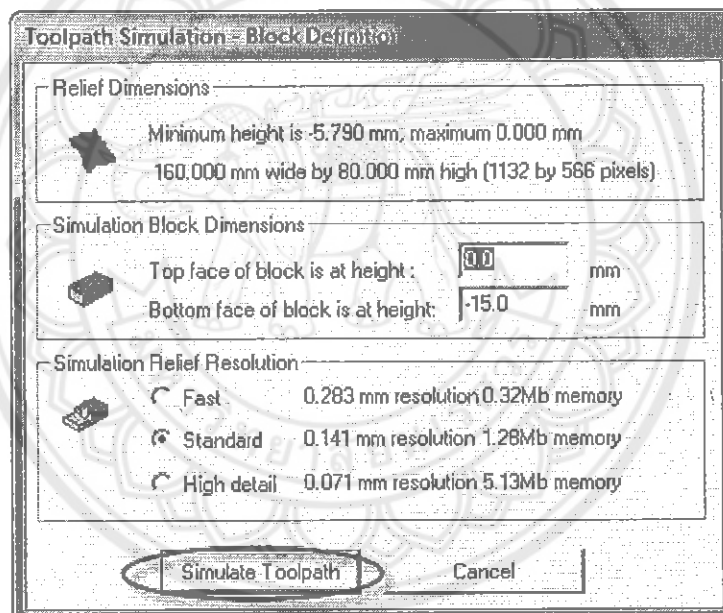 Toolpath Simulation - Block Definition
Relief Dimensions
Minimum height is -5.790 mm, maximum 0.000 mm
160.000 mm wide by 80.000 mm high (1132 by 566 pixels)
Simulation Block Dimensions
Top face of block is at height : 0.0 mm
Bottom face of block is at height: -15.0 mm
Simulation Relief Resolution
Fast 0.283 mm resolution 0.32Mb memory
Standard 0.141 mm resolution 1.28Mb memory
High detail 0.071 mm resolution 5.13Mb memory
Simulate Toolpath Cancel